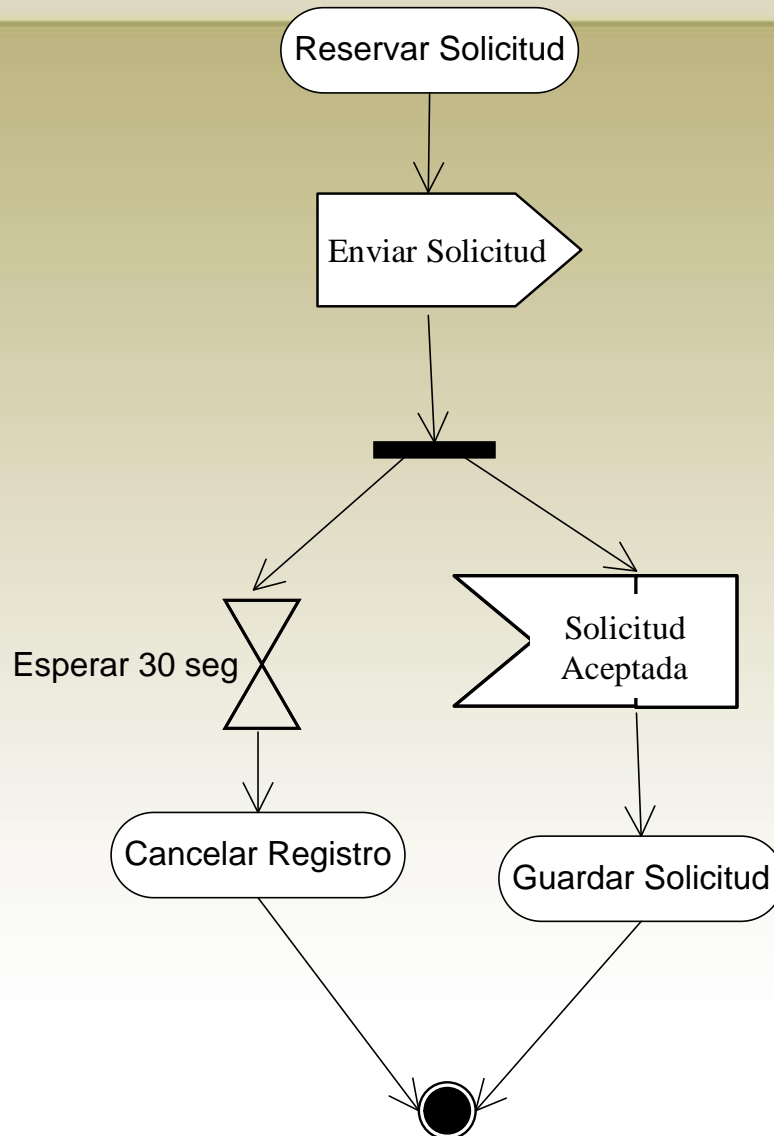 Reservar Solicitud
Enviar Solicitud
Esperar 30 seg
Solicitud
Aceptada
Cancelar Registro
Guardar Solicitud